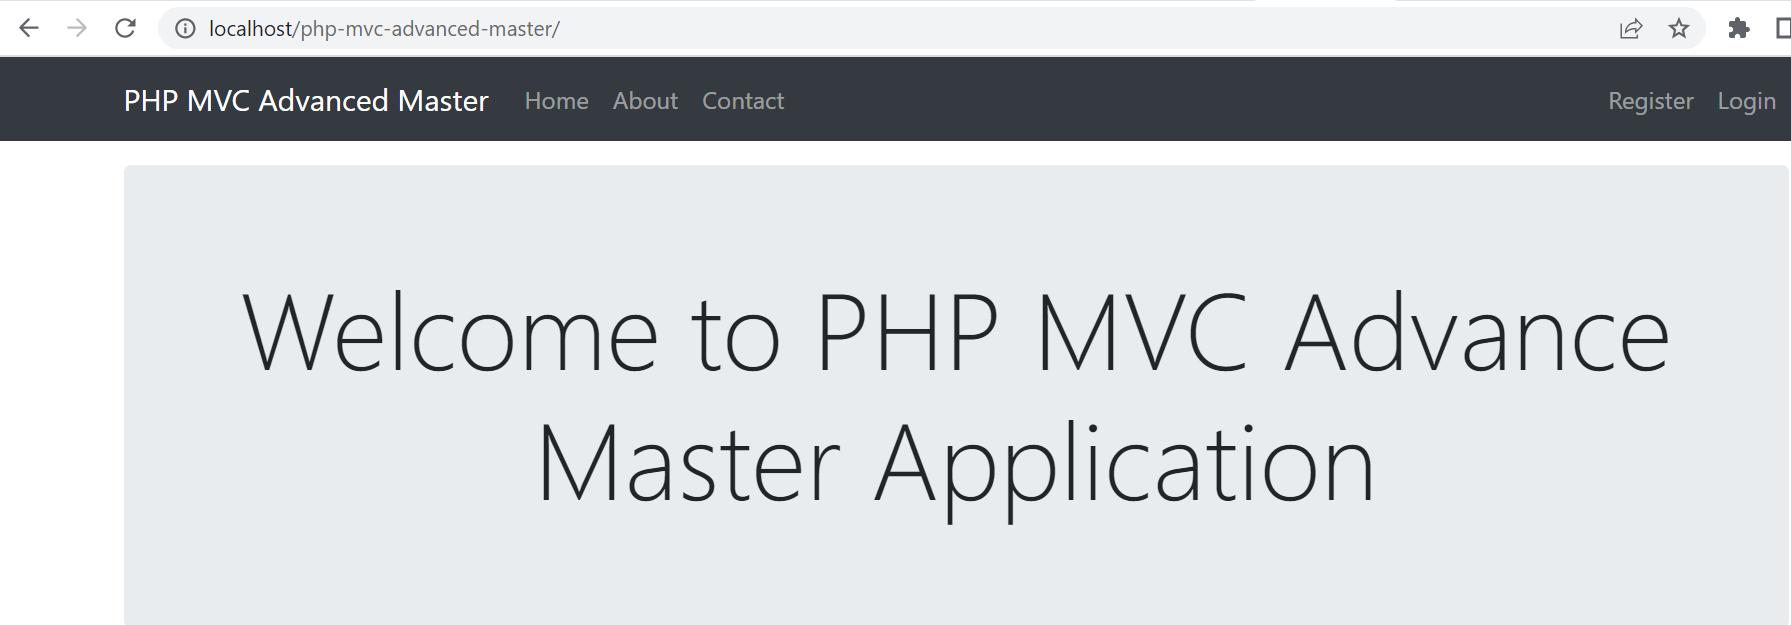 localhost/php-mvc-advanced-master/
PHP MVC Advanced Master Home About Contact Register Login
Welcome to PHP MVC Advance
Master Application